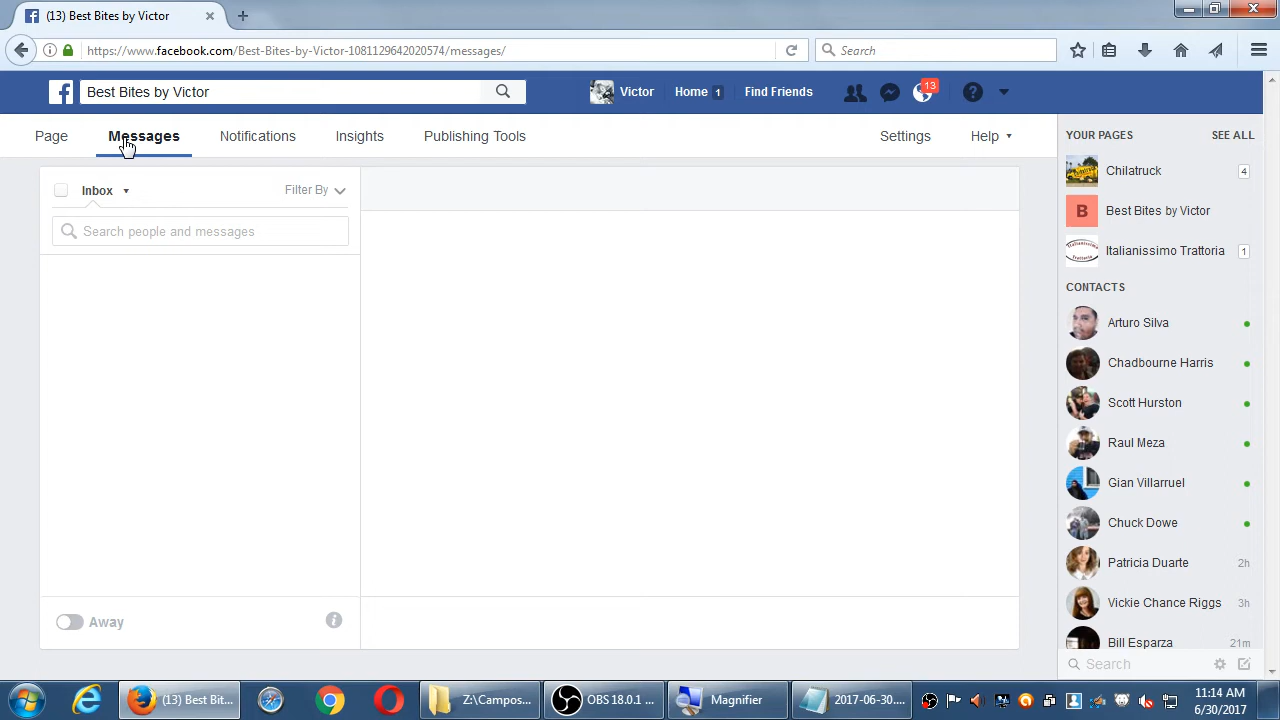 (13) Best Bites by Victor
https://www.facebook.com/Best-Bites-by-Victor-1081129642020574/messages/
Search
Best Bites by Victor
Victor
Home 1
Find Friends
13
Page
Messages
Notifications
Insights
Publishing Tools
Settings
Help
YOUR PAGES
SEE ALL
Inbox
Filter By
Search people and messages
Away
Chilatruck
4
B
Best Bites by Victor
Italianissimo Trattoria
1
CONTACTS
Arturo Silva
Chadbourne Harris
Scott Hurston
Raul Meza
Gian Villarruel
Chuck Dowe
Patricia Duarte
2h
Vickie Chance Riggs
3h
Bill Esparza
21m
Search
(13) Best Bit...
Z:\Campos...
OBS 18.0.1 ...
Magnifier
2017-06-30....
11:14 AM
6/30/2017